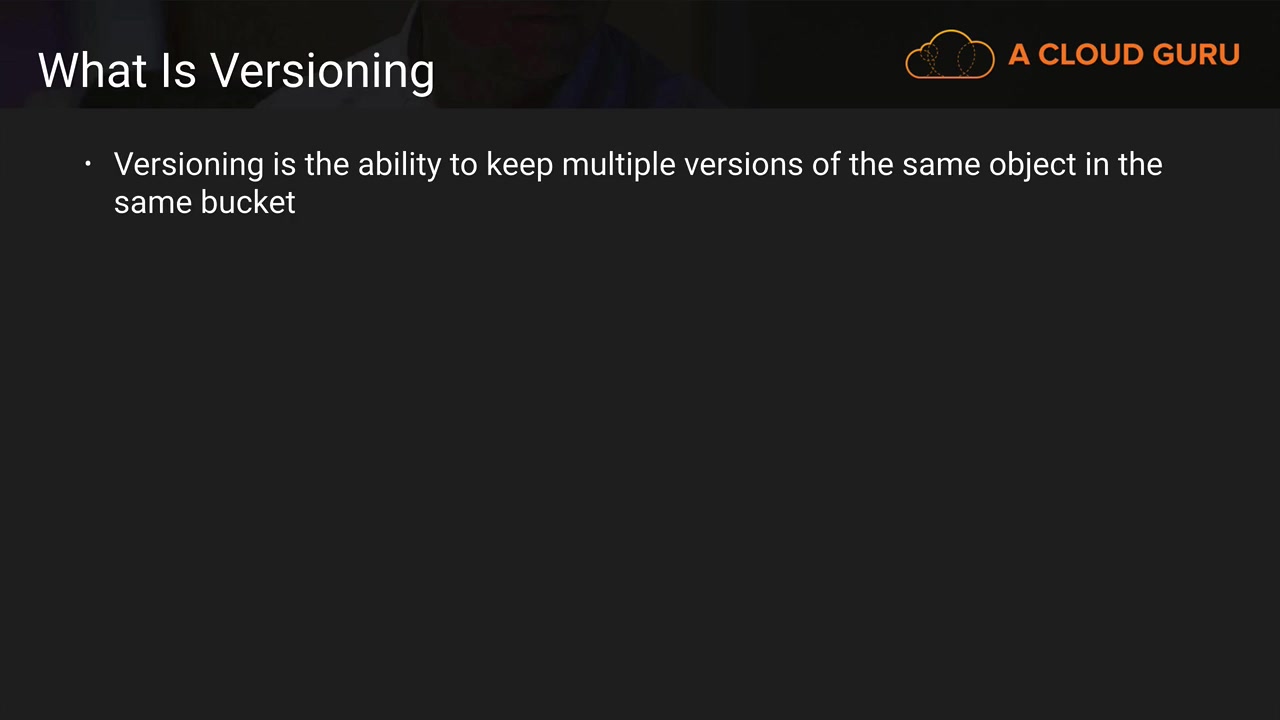 What Is Versioning
A CLOUD GURU
• Versioning is the ability to keep multiple versions of the same object in the
same bucket